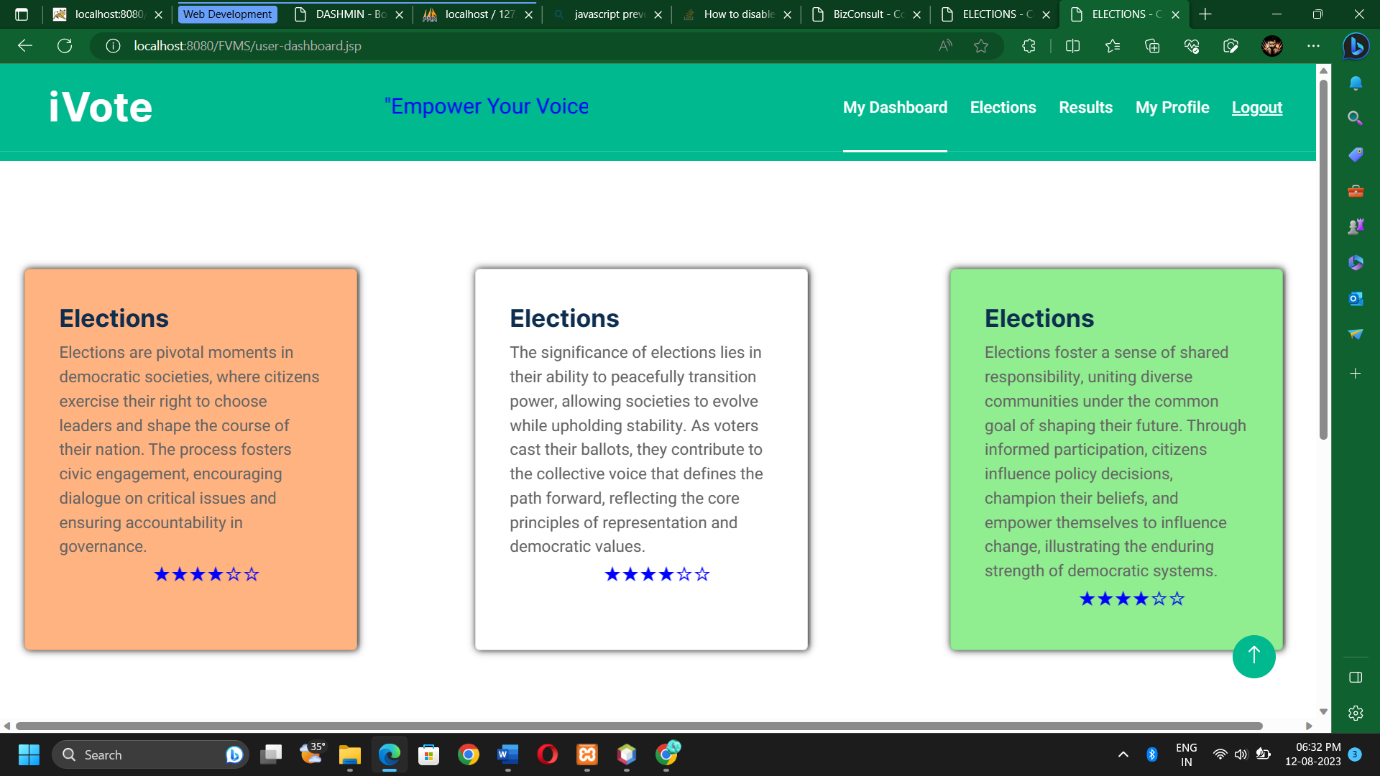 localhost:8080/
Web Development
DASHMIN - Bo
localhost / 127
javascript prev
How to disable
BizConsult - Co
ELECTIONS - C
ELECTIONS - C
localhost:8080/FVMS/user-dashboard.jsp
iVote
"Empower Your Voice
My Dashboard
Elections
Results
My Profile
Logout
Elections
Elections are pivotal moments in
democratic societies, where citizens
exercise their right to choose
leaders and shape the course of
their nation. The process fosters
civic engagement, encouraging
dialogue on critical issues and
ensuring accountability in
governance.
★★★★☆☆
Elections
The significance of elections lies in
their ability to peacefully transition
power, allowing societies to evolve
while upholding stability. As voters
cast their ballots, they contribute to
the collective voice that defines the
path forward, reflecting the core
principles of representation and
democratic values.
★★★★☆☆
Elections
Elections foster a sense of shared
responsibility, uniting diverse
communities under the common
goal of shaping their future. Through
informed participation, citizens
influence policy decisions,
champion their beliefs, and
empower themselves to influence
change, illustrating the enduring
strength of democratic systems.
★★★★☆☆
Search
35°
ENG
IN
06:32 PM
12-08-2023
3